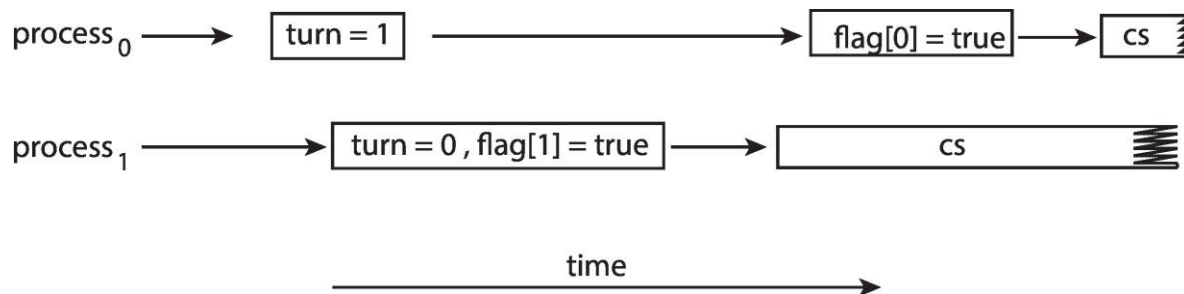 process0 turn = 1 flag[0] = true cs
process1 turn = 0 , flag[1] = true cs
time